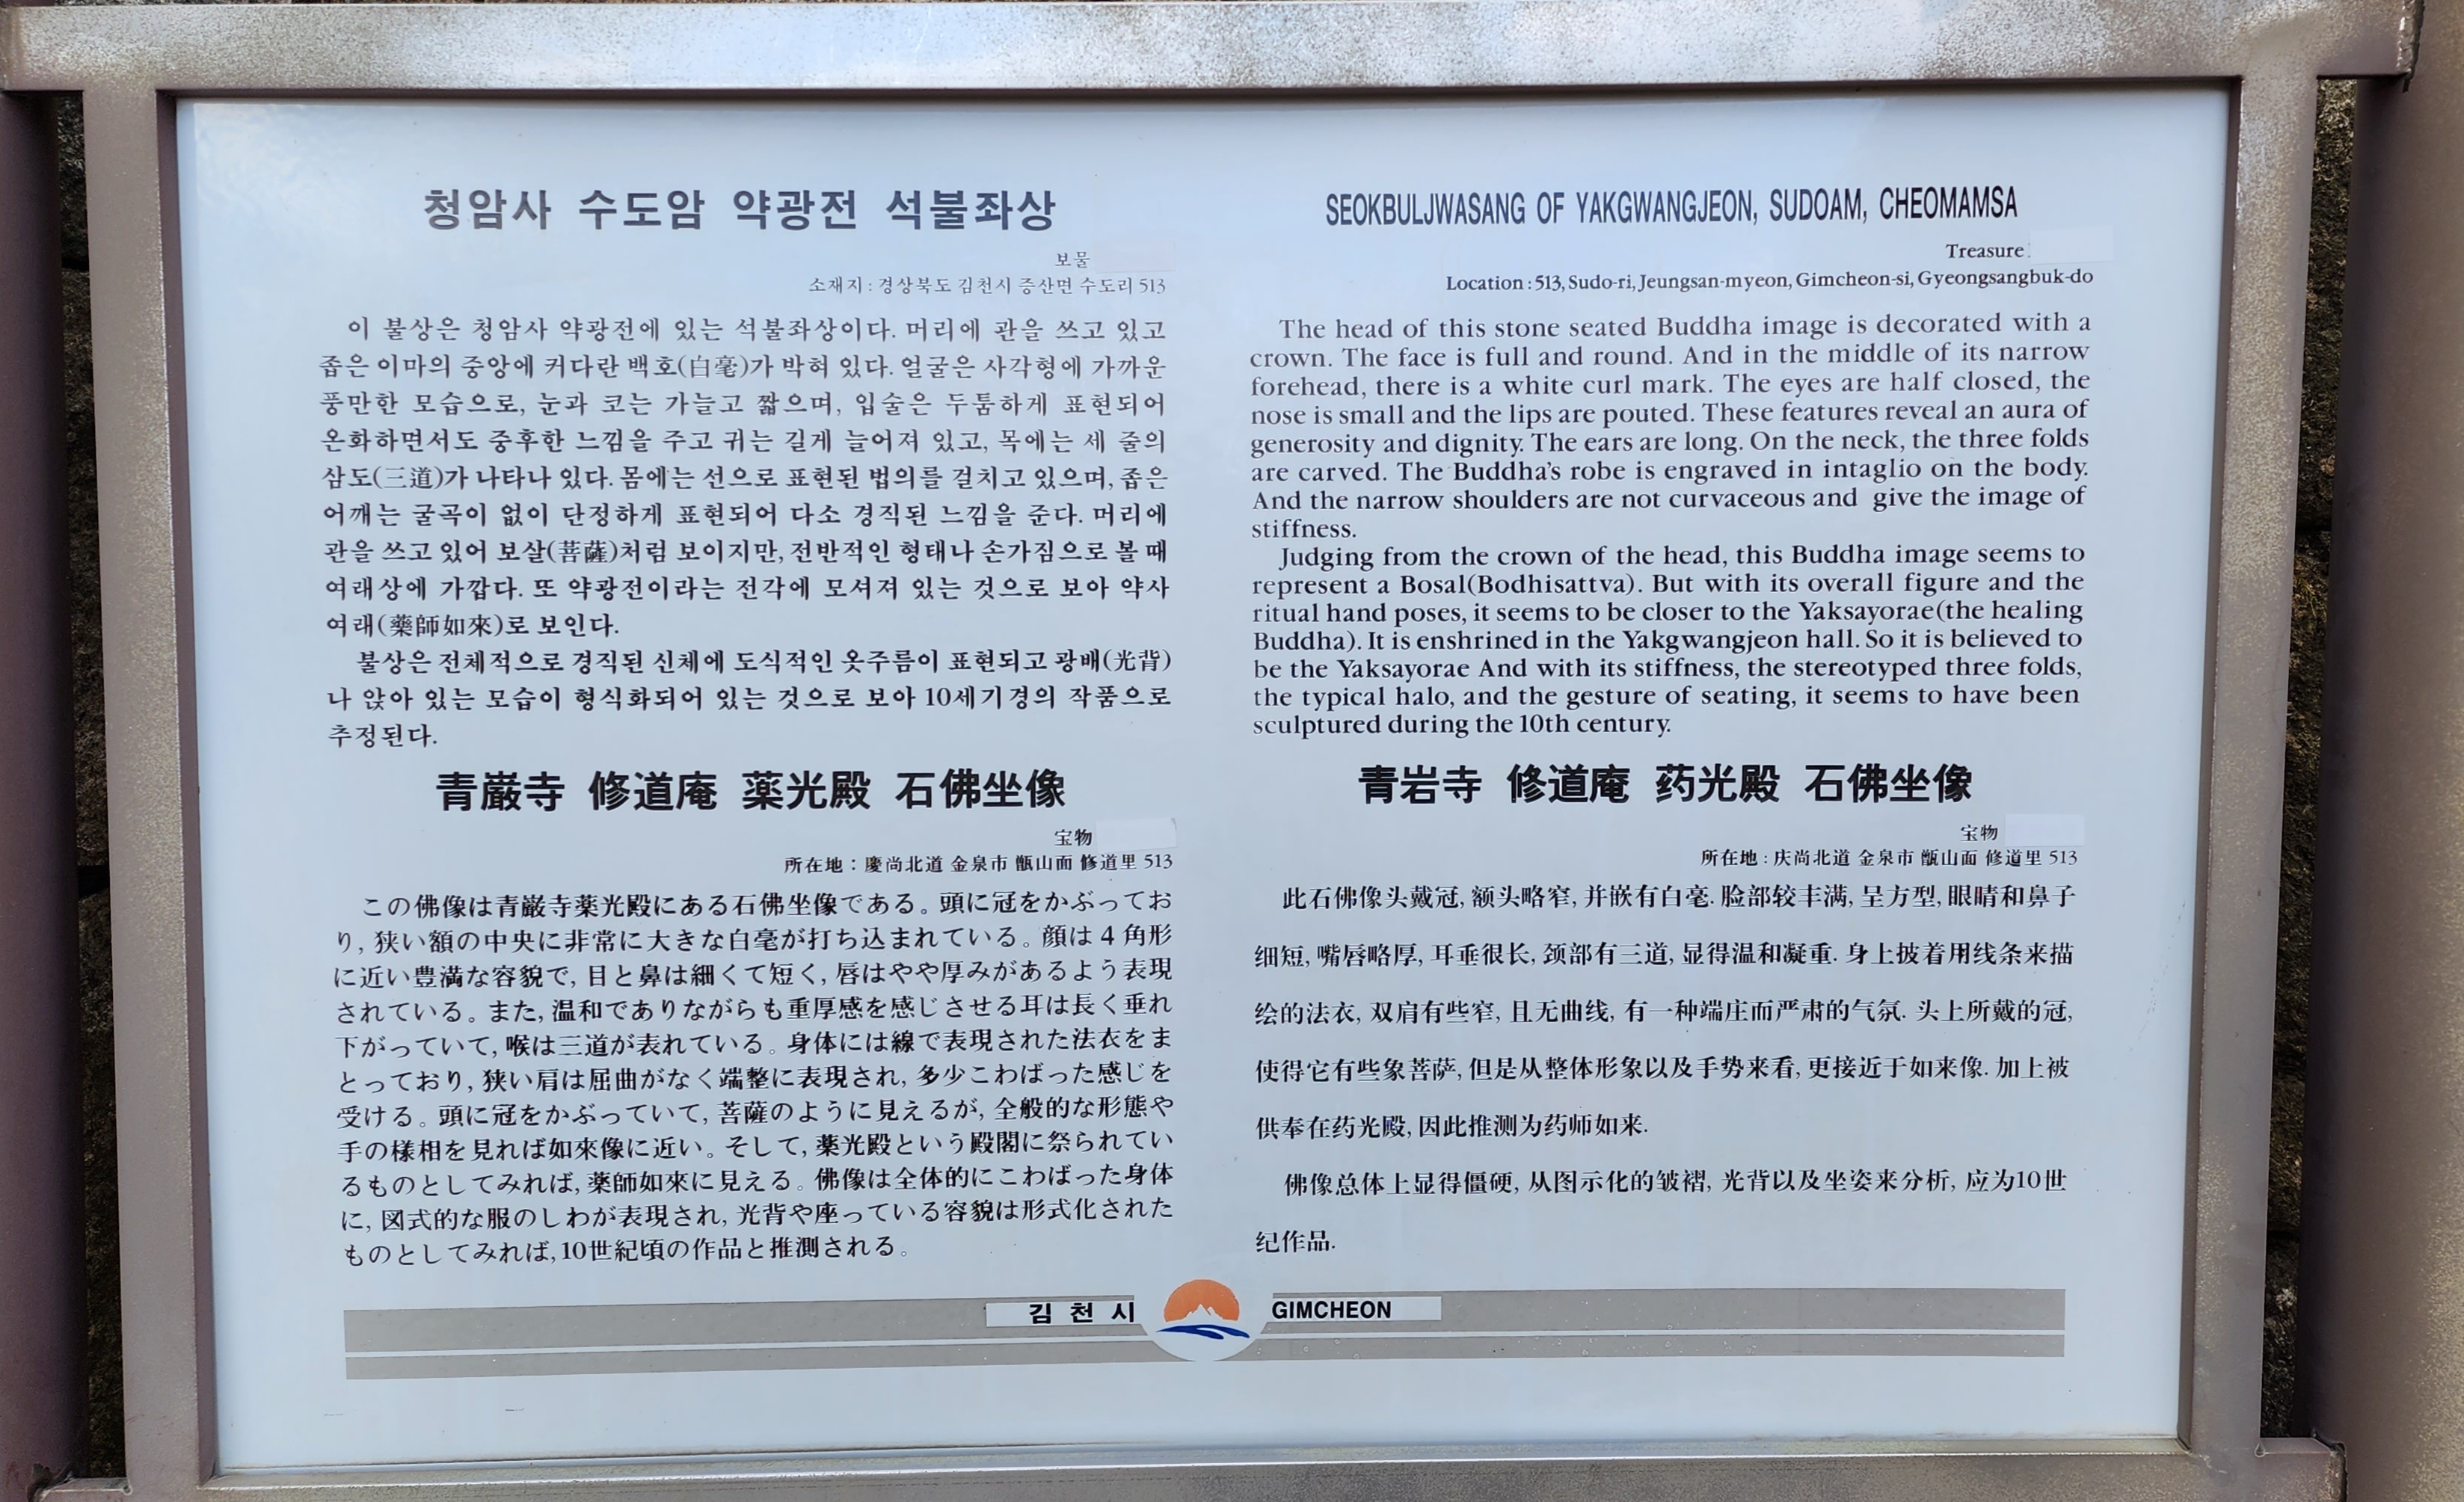 청암사 수도암 약광전 석불좌상
보물
소재지 : 경상북도 김천시 증산면 수도리 513
이 불상은 청암사 약광전에 있는 석불좌상이다. 머리에 관을 쓰고 있고
좁은 이마의 중앙에 커다란 백호(白毫)가 박혀 있다. 얼굴은 사각형에 가까운
풍만한 모습으로, 눈과 코는 가늘고 짧으며, 입술은 두툼하게 표현되어
온화하면서도 중후한 느낌을 주고 귀는 길게 늘어져 있고, 목에는 세 줄의
삼도(三道)가 나타나 있다. 몸에는 선으로 표현된 법의를 걸치고 있으며, 좁은
어깨는 굴곡이 없이 단정하게 표현되어 다소 경직된 느낌을 준다. 머리에
관을 쓰고 있어 보살(菩薩)처럼 보이지만, 전반적인 형태나 손가짐으로 볼 때
여래상에 가깝다. 또 약광전이라는 전각에 모셔져 있는 것으로 보아 약사
여래(藥師如來)로 보인다.
불상은 전체적으로 경직된 신체에 도식적인 옷주름이 표현되고 광배(光背)
나 앉아 있는 모습이 형식화되어 있는 것으로 보아 10세기경의 작품으로
추정된다.
SEOKBULJWASANG OF YAKGWANGJEON, SUDOAM, CHEOMAMSA
Treasure :
Location : 513, Sudo-ri, Jeungsan-myeon, Gimcheon-si, Gyeongsangbuk-do
The head of this stone seated Buddha image is decorated with a
crown. The face is full and round. And in the middle of its narrow
forehead, there is a white curl mark. The eyes are half closed, the
nose is small and the lips are pouted. These features reveal an aura of
generosity and dignity. The ears are long. On the neck, the three folds
are carved. The Buddha's robe is engraved in intaglio on the body.
And the narrow shoulders are not curvaceous and give the image of
stiffness.
Judging from the crown of the head, this Buddha image seems to
represent a Bosal(Bodhisattva). But with its overall figure and the
ritual hand poses, it seems to be closer to the Yaksayorae(the healing
Buddha). It is enshrined in the Yakgwangjeon hall. So it is believed to
be the Yaksayorae And with its stiffness, the stereotyped three folds,
the typical halo, and the gesture of seating, it seems to have been
sculptured during the 10th century.
青巌寺 修道庵 薬光殿 石佛坐像
宝物
所在地 : 慶尚北道 金泉市 甑山面 修道里 513
この佛像は青巌寺薬光殿にある石佛坐像である。頭に冠をかぶってお
り, 狭い額の中央に非常に大きな白毫が打ち込まれている。顔は 4 角形
に近い豊満な容貌で, 目と鼻は細くて短く, 唇はやや厚みがあるよう表現
されている。また, 温和でありながらも重厚感を感じさせる耳は長く垂れ
下がっていて, 喉は三道が表れている。身体には線で表現された法衣をま
とっており, 狭い肩は屈曲がなく端整に表現され, 多少こわばった感じを
受ける。頭に冠をかぶっていて, 菩薩のように見えるが, 全般的な形態や
手の様相を見れば如來像に近い。そして, 薬光殿という殿閣に祭られてい
るものとしてみれば, 薬師如來に見える。佛像は全体的にこわばった身体
に, 図式的な服のしわが表現され, 光背や座っている容貌は形式化された
ものとしてみれば, 10世紀頃の作品と推測される。
青岩寺 修道庵 药光殿 石佛坐像
宝物
所在地 : 庆尚北道 金泉市 甑山面 修道里 513
此石佛像头戴冠, 额头略窄, 并嵌有白毫. 脸部较丰满, 呈方型, 眼睛和鼻子
细短, 嘴唇略厚, 耳垂很长, 颈部有三道, 显得温和凝重. 身上披着用线条来描
绘的法衣, 双肩有些窄, 且无曲线, 有一种端庄而严肃的气氛. 头上所戴的冠,
使得它有些象菩萨, 但是从整体形象以及手势来看, 更接近于如来像. 加上被
供奉在药光殿, 因此推测为药师如来.
佛像总体上显得僵硬, 从图示化的皱褶, 光背以及坐姿来分析, 应为10世
纪作品.
김 천 시 GIMCHEON